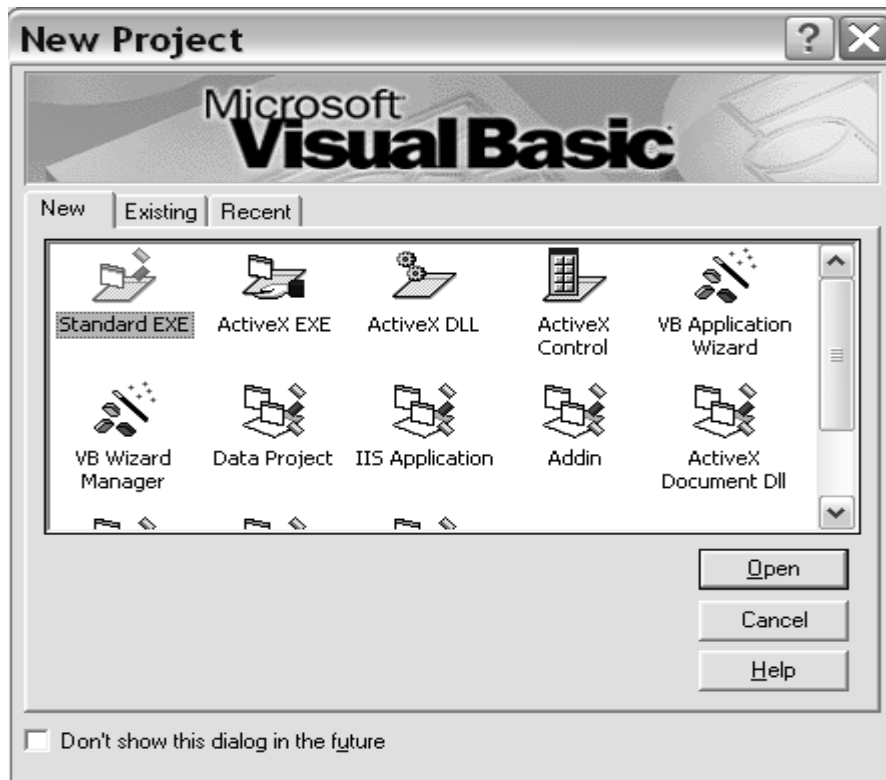 New Project
?
Microsoft
Visual Basic
New Existing Recent
Standard EXE ActiveX EXE ActiveX DLL ActiveX VB Application
Control Wizard
VB Wizard Data Project IIS Application Addin ActiveX
Manager Document Dll
Open
Cancel
Help
Don't show this dialog in the future